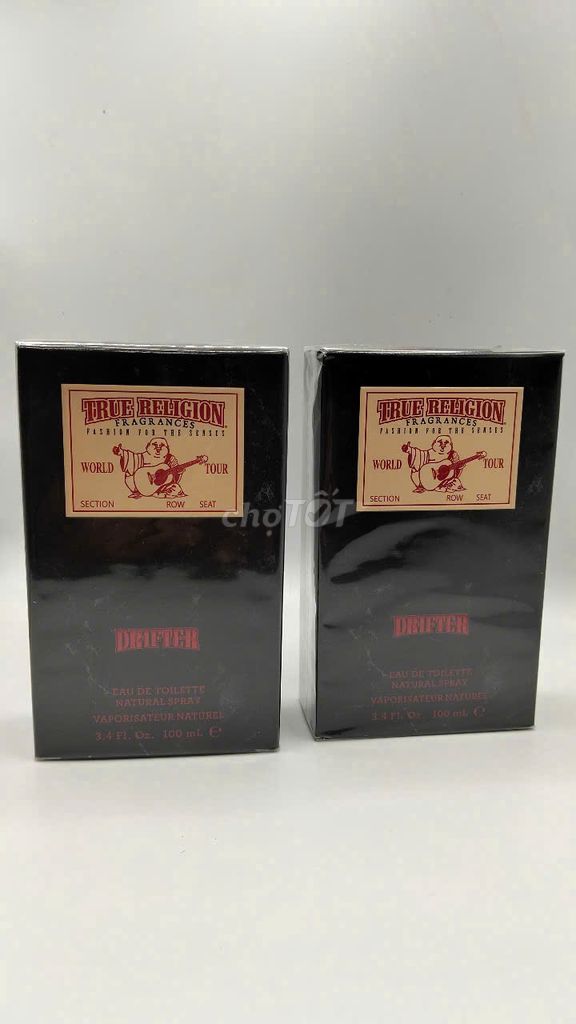 TRUE RELIGION
FRAGRANCES
FASHION FOR THE SENSES
WORLD TOUR
SECTION ROW SEAT
DRIFTER
EAU DE TOILETTE
NATURAL SPRAY
VAPORISATEUR NATUREL
3.4 Fl. Oz. 100 mL ℮
TRUE RELIGION
FRAGRANCES
FASHION FOR THE SENSES
WORLD TOUR
SECTION ROW SEAT
DRIFTER
EAU DE TOILETTE
NATURAL SPRAY
VAPORISATEUR NATUREL
3.4 Fl. Oz. 100 mL ℮
choTỐT